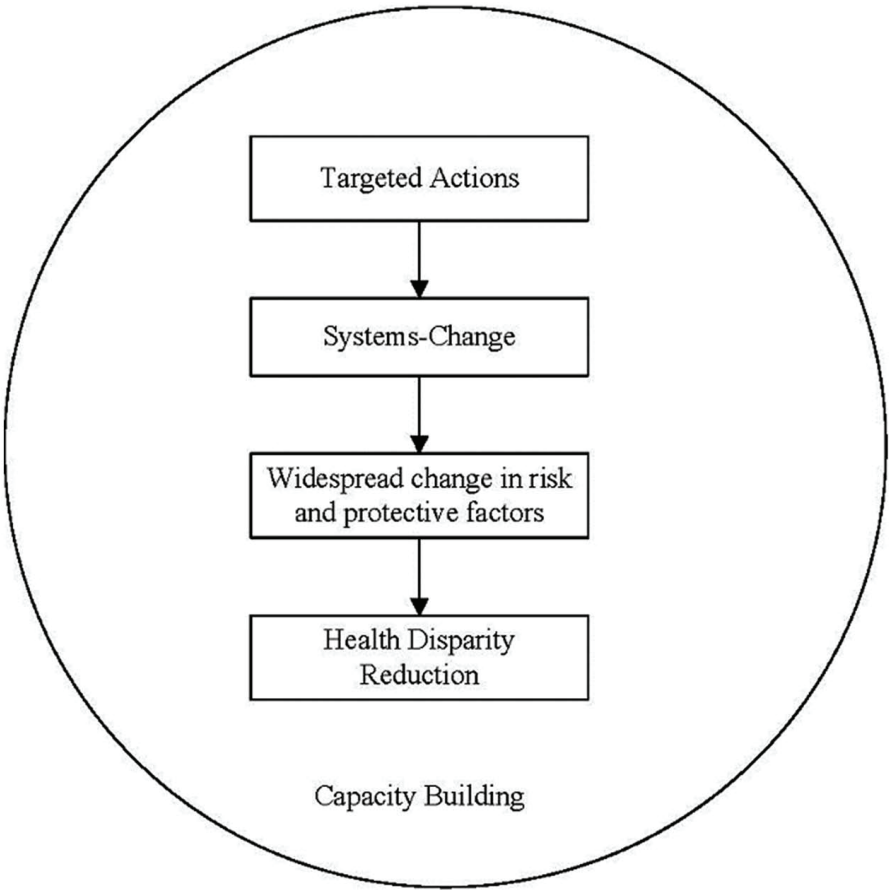 Targeted Actions
Systems-Change
Widespread change in risk
and protective factors
Health Disparity
Reduction
Capacity Building